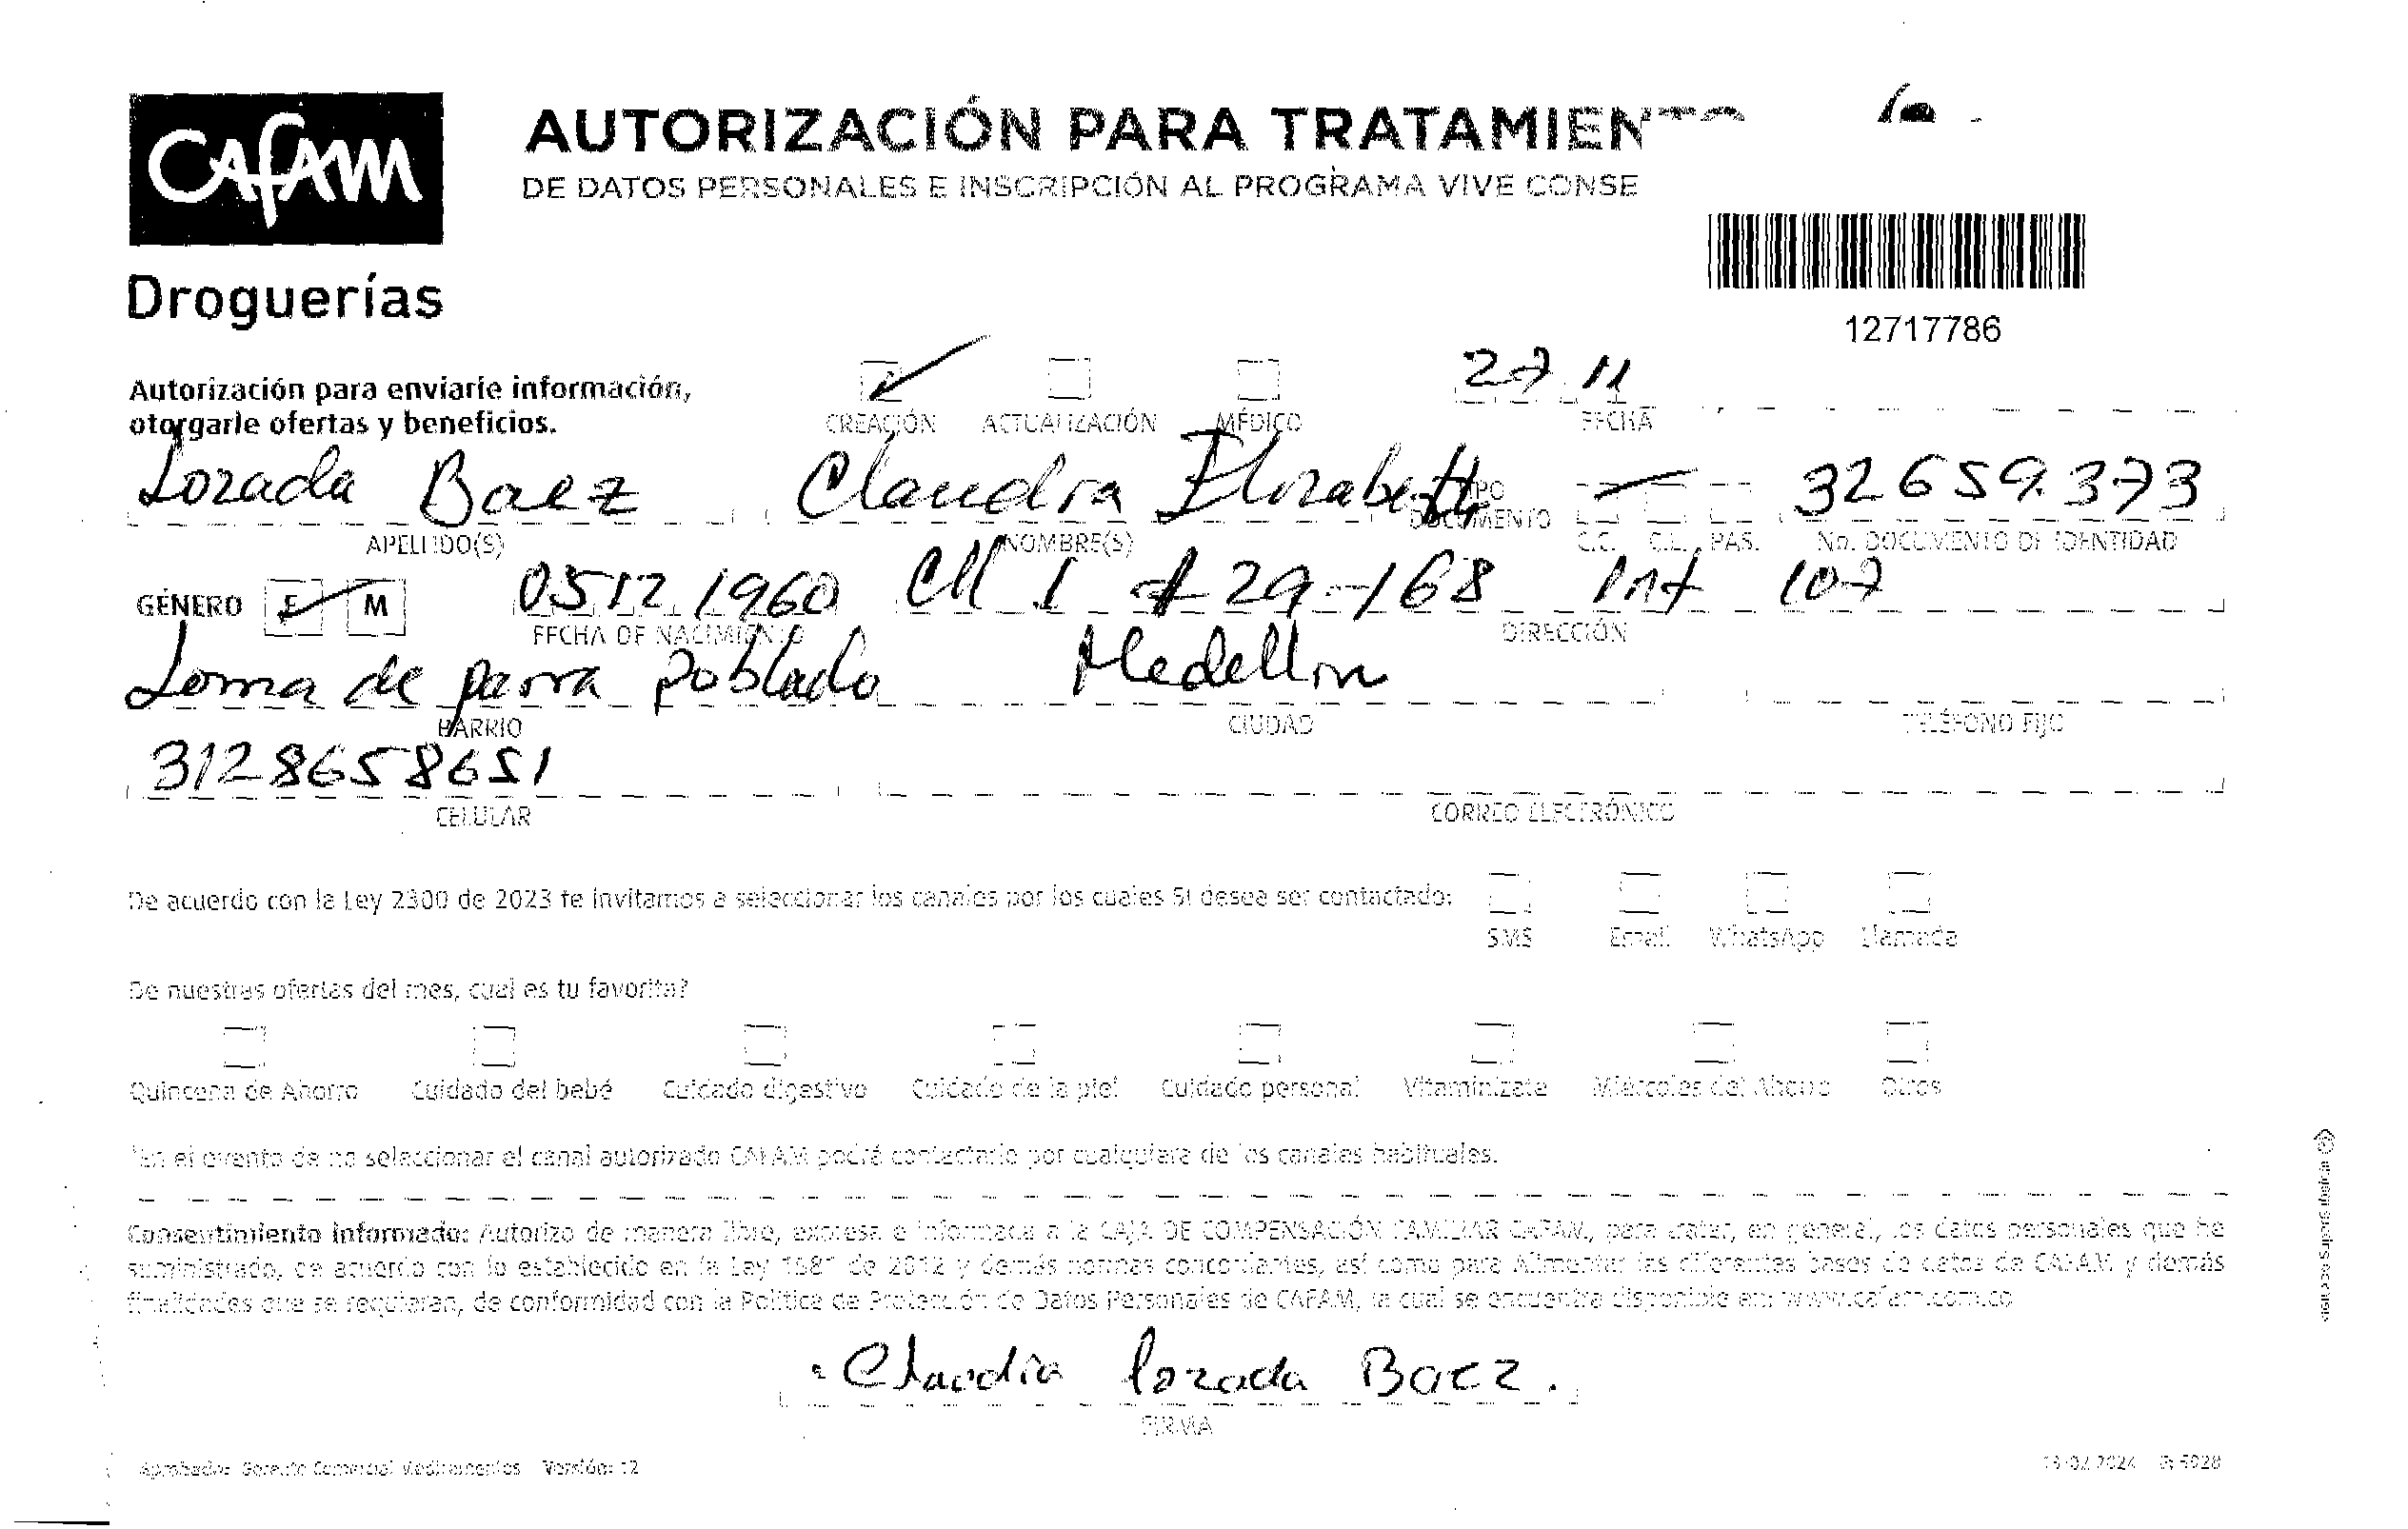 CAFAM
Droguerías
AUTORIZACIÓN PARA TRATAMIENTO
DE DATOS PERSONALES E INSCRIPCIÓN AL PROGRAMA VIVE CONSE
12717786
Autorización para enviarle información,
otorgarle ofertas y beneficios.
CREACIÓN ACTUALIZACIÓN MÉDICO
27 11
FECHA
Lozada Baez Claudia Elizabeth TIPO DOCUMENTO 32659.373
APELLIDO(S) NOMBRE(S) C.C. C.E. PAS. No. DOCUMENTO DE IDENTIDAD
GÉNERO F M 0512 1960 Cll 1 # 29-168 Int 107
FECHA DE NACIMIENTO DIRECCIÓN
Loma de parra Poblado Medellin
BARRIO CIUDAD TELÉFONO FIJO
3128658651
CELULAR CORREO ELECTRÓNICO
De acuerdo con la Ley 2300 de 2023 te invitamos a seleccionar los canales por los cuales SI desea ser contactado:
SMS Email WhatsApp Llamada
De nuestras ofertas del mes, cual es tu favorita?
Quincena de Ahorro Cuidado del bebé Cuidado digestivo Cuidado de la piel Cuidado personal Vitaminízate Miércoles del Ahorro Otros
*En el evento de no seleccionar el canal autorizado CAFAM podrá contactarlo por cualquiera de los canales habituales.
Consentimiento informado: Autorizo de manera libre, expresa e informada a la CAJA DE COMPENSACIÓN FAMILIAR CAFAM, para tratar, en general, los datos personales que he
suministrado, de acuerdo con lo establecido en la Ley 1581 de 2012 y demás normas concordantes, así como para Alimentar las diferentes bases de datos de CAFAM y demás
finalidades que se requieran, de conformidad con la Política de Protección de Datos Personales de CAFAM, la cual se encuentra disponible en: www.cafam.com.co
Claudia Lozada Baez.
FIRMA
Aprobador Gerente Comercial Medicamentos Versión: 12